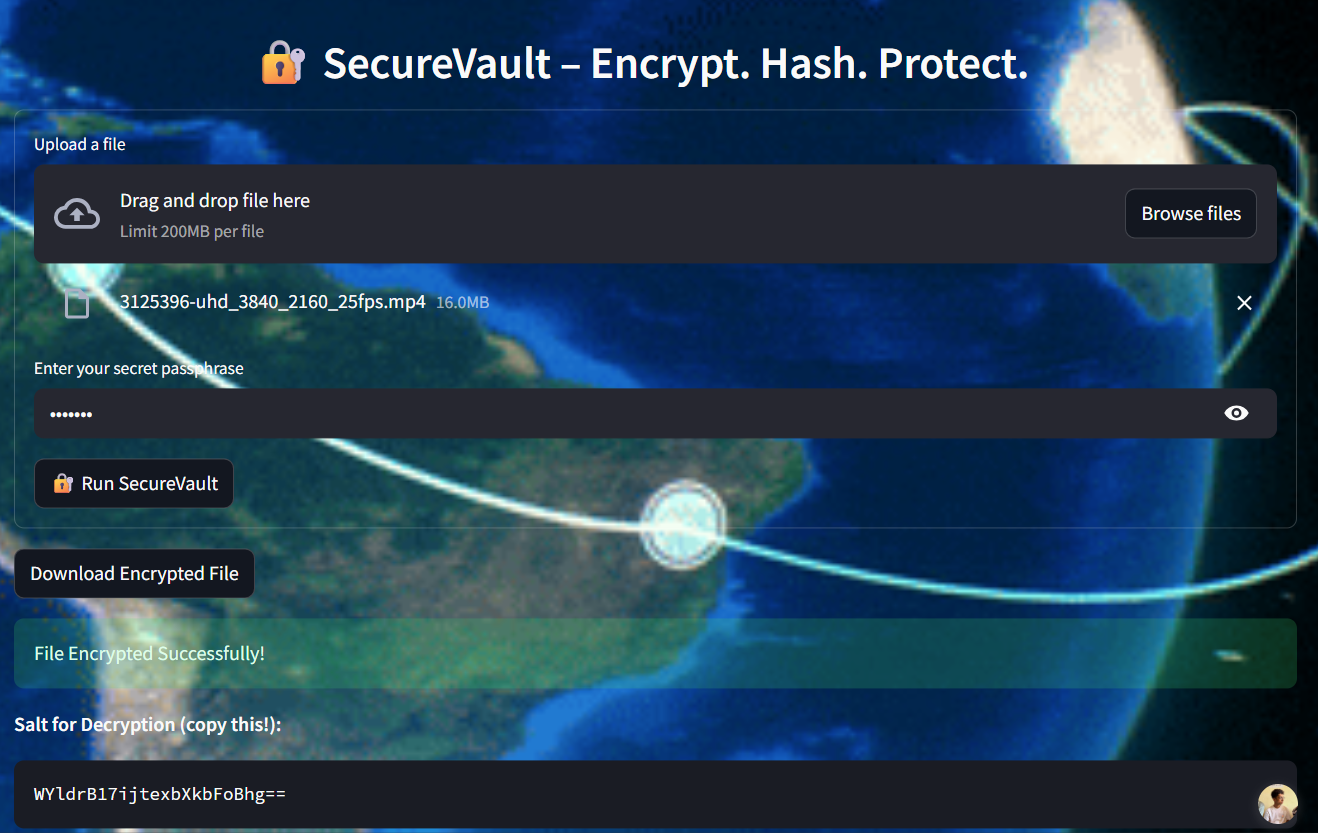 SecureVault – Encrypt. Hash. Protect.
Upload a file
Drag and drop file here
Limit 200MB per file
Browse files
3125396-uhd_3840_2160_25fps.mp4 16.0MB
Enter your secret passphrase
•••••••
Run SecureVault
Download Encrypted File
File Encrypted Successfully!
Salt for Decryption (copy this!):
WYldrB17ijtexbXkbFoBhg==